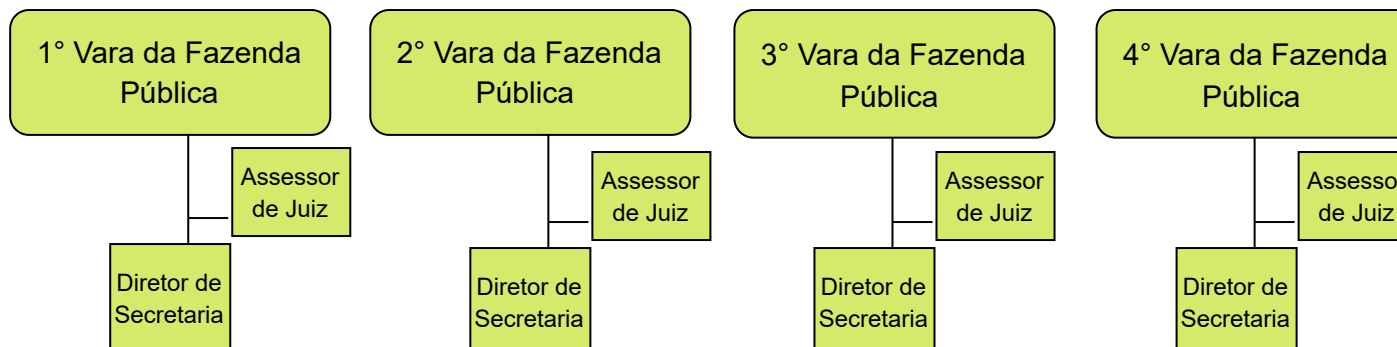 1° Vara da Fazenda
Pública
Assessor
de Juiz
Diretor de
Secretaria
2° Vara da Fazenda
Pública
Assessor
de Juiz
Diretor de
Secretaria
3° Vara da Fazenda
Pública
Assessor
de Juiz
Diretor de
Secretaria
4° Vara da Fazenda
Pública
Assesso
de Juiz
Diretor de
Secretaria